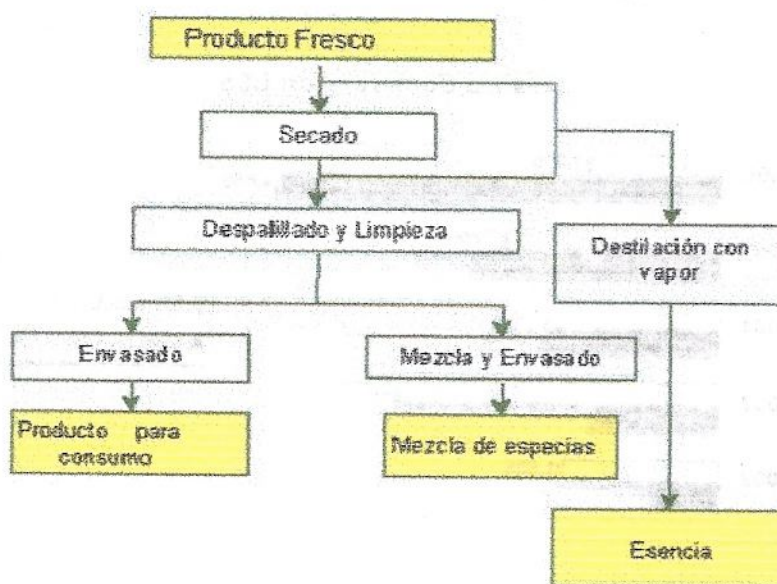 Producto Fresco
Secado
Despalillado y Limpieza
Destilación con
vapor
Envasado
Mezcla y Envasado
Producto para
consumo
Mezcla de especias
Esencia